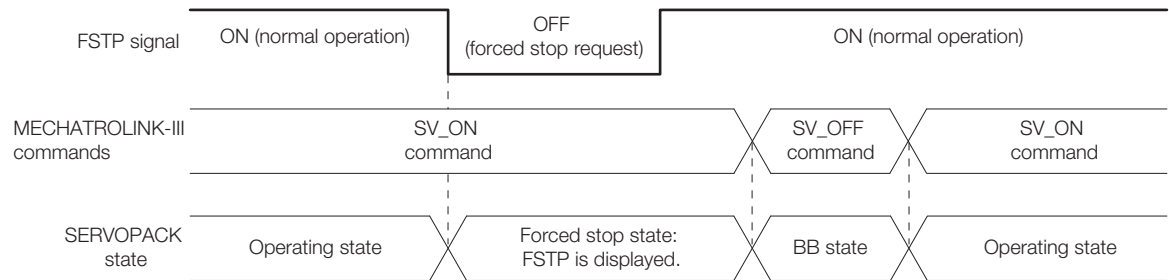 FSTP signal
ON (normal operation)
OFF
(forced stop request)
ON (normal operation)
MECHATROLINK-III
commands
SV_ON
command
SV_OFF
command
SV_ON
command
SERVOPACK
state
Operating state
Forced stop state:
FSTP is displayed.
BB state
Operating state